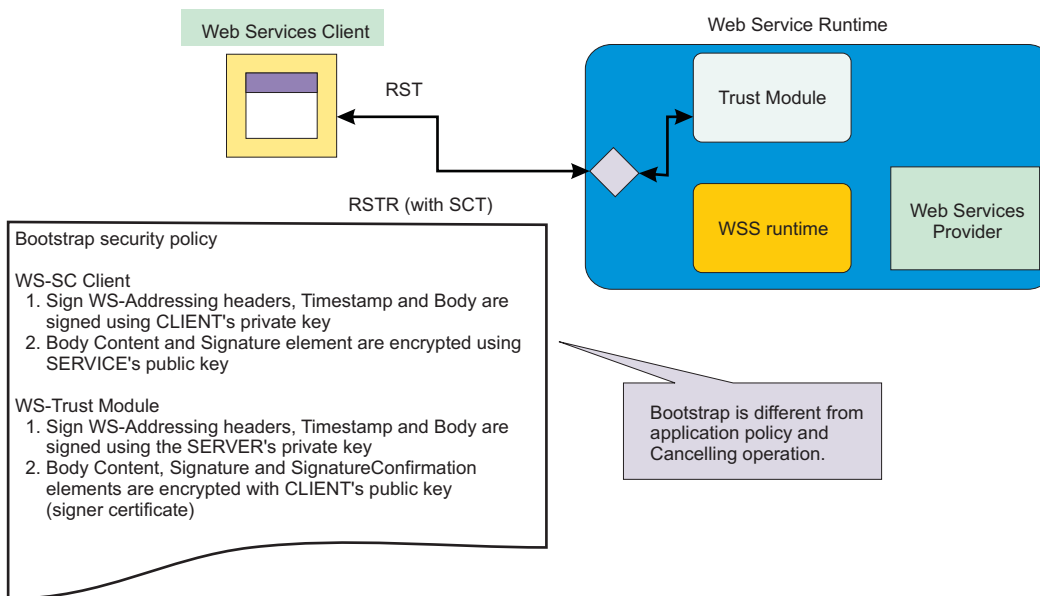 Web Services Client
Web Service Runtime
RST
Trust Module
RSTR (with SCT)
WSS runtime
Web Services
Provider
Bootstrap security policy
WS-SC Client
1. Sign WS-Addressing headers, Timestamp and Body are
signed using CLIENT's private key
2. Body Content and Signature element are encrypted using
SERVICE's public key
WS-Trust Module
1. Sign WS-Addressing headers, Timestamp and Body are
signed using the SERVER's private key
2. Body Content, Signature and SignatureConfirmation
elements are encrypted with CLIENT's public key
(signer certificate)
Bootstrap is different from
application policy and
Cancelling operation.